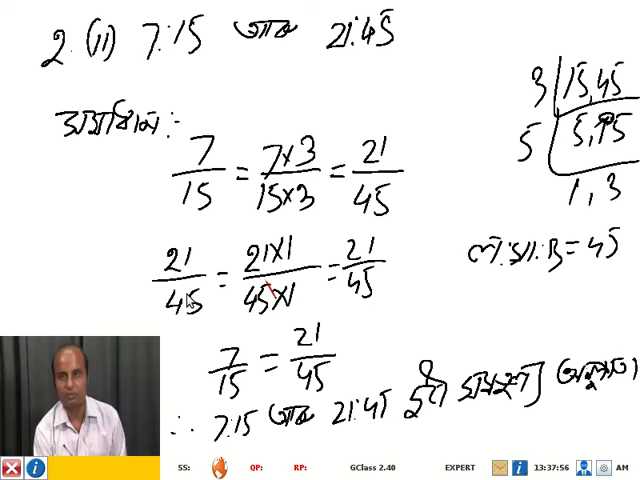 2. (ii) 7:15 আৰু 21:45
সমাধান :-
7/15 = 7×3/15×3 = 21/45
21/45 = 21×1/45×1 = 21/45
7/15 = 21/45
∴ 7:15 আৰু 21:45 দুটা সমতুল্য অনুপাত।
3 | 15, 45
5 | 5, 15
1, 3
ল.সা.গু = 45
SS: QP: RP: GClass 2.40 EXPERT 13:37:56 AM